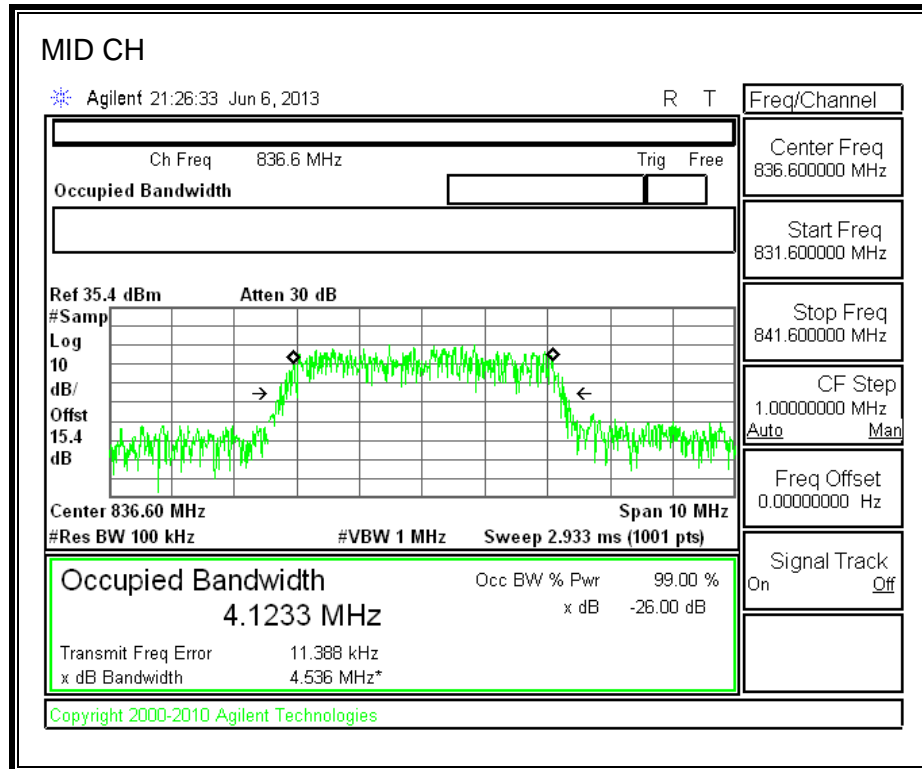 MID CH
Agilent 21:26:33 Jun 6, 2013 R T
Freq/Channel
Ch Freq 836.6 MHz Trig Free
Occupied Bandwidth
Center Freq
836.600000 MHz
Start Freq
831.600000 MHz
Stop Freq
841.600000 MHz
CF Step
1.00000000 MHz
Auto Man
Freq Offset
0.00000000 Hz
Signal Track
On Off
Ref 35.4 dBm Atten 30 dB
#Samp
Log
10
dB/
Offst
15.4
dB
Center 836.60 MHz Span 10 MHz
#Res BW 100 kHz #VBW 1 MHz Sweep 2.933 ms (1001 pts)
Occupied Bandwidth Occ BW % Pwr 99.00 %
4.1233 MHz x dB -26.00 dB
Transmit Freq Error 11.388 kHz
x dB Bandwidth 4.536 MHz*
Copyright 2000-2010 Agilent Technologies